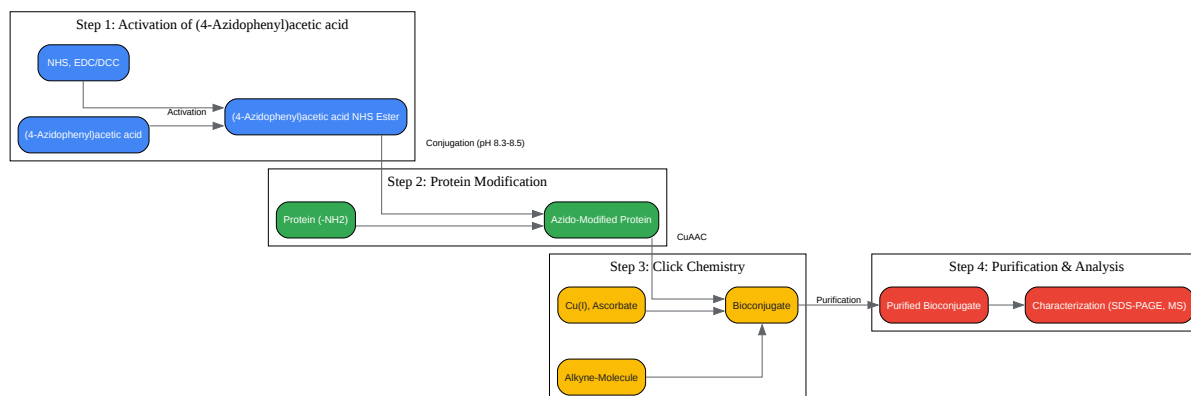 Step 1: Activation of (4-Azidophenyl)acetic acid
NHS, EDC/DCC
Activation
(4-Azidophenyl)acetic acid NHS Ester
(4-Azidophenyl)acetic acid
Conjugation (pH 8.3-8.5)
Step 2: Protein Modification
Protein (-NH2)
Azido-Modified Protein
CuAAC
Step 3: Click Chemistry
Cu(I), Ascorbate
Bioconjugate
Alkyne-Molecule
Purification
Step 4: Purification & Analysis
Purified Bioconjugate
Characterization (SDS-PAGE, MS)